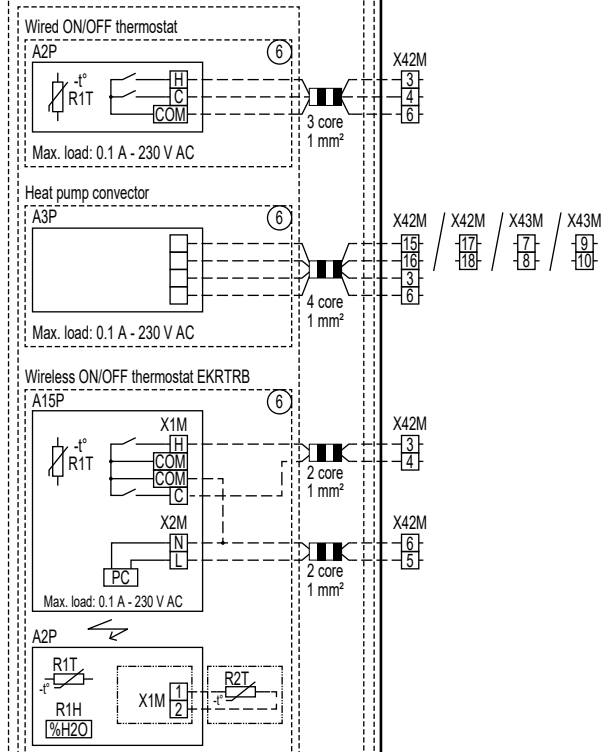 Wired ON/OFF thermostat
A2P
6
-t°
R1T
H
C
COM
3 core
1 mm²
X42M
3
4
6
Max. load: 0.1 A - 230 V AC
Heat pump convector
A3P
6
4 core
1 mm²
X42M / X42M / X43M / X43M
15 17 7 9
16 18 8 10
3
6
Max. load: 0.1 A - 230 V AC
Wireless ON/OFF thermostat EKRTRB
A15P
6
X1M
-t°
R1T
H
COM
COM
C
2 core
1 mm²
X42M
3
4
X2M
N
L
PC
2 core
1 mm²
X42M
6
5
Max. load: 0.1 A - 230 V AC
A2P
R1T
-t°
R1H
%H2O
X1M
1
2
R2T
-t°